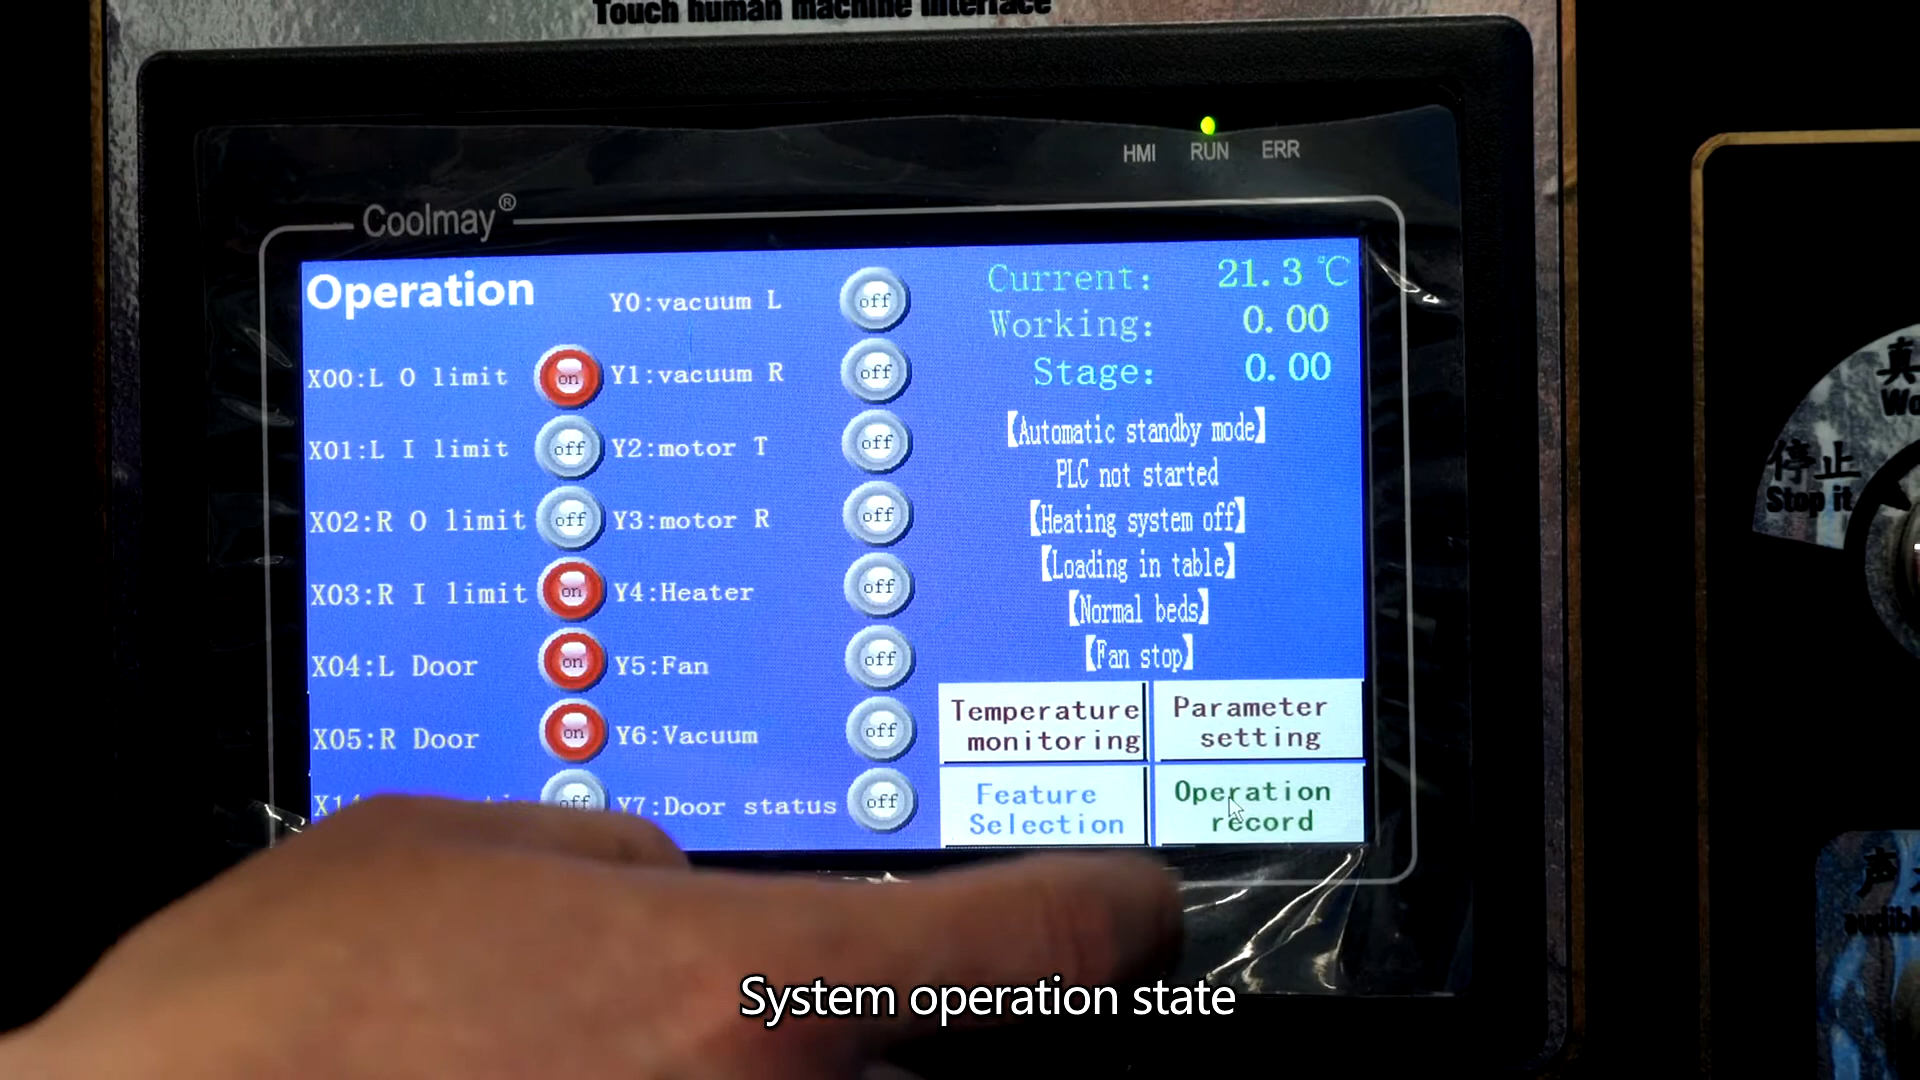 Touch human machine interface
HMI RUN ERR
Coolmay®
Operation
X00:L O limit on
X01:L I limit off
X02:R O limit off
X03:R I limit on
X04:L Door on
X05:R Door on
off
Y0:vacuum L off
Y1:vacuum R off
Y2:motor T off
Y3:motor R off
Y4:Heater off
Y5:Fan off
Y6:Vacuum off
Y7:Door status off
Current: 21.3 ℃
Working: 0.00
Stage: 0.00
【Automatic standby mode】
PLC not started
【Heating system off】
【Loading in table】
【Normal beds】
【Fan stop】
Temperature
monitoring
Parameter
setting
Feature
Selection
Operation
record
停止
Stop it
System operation state